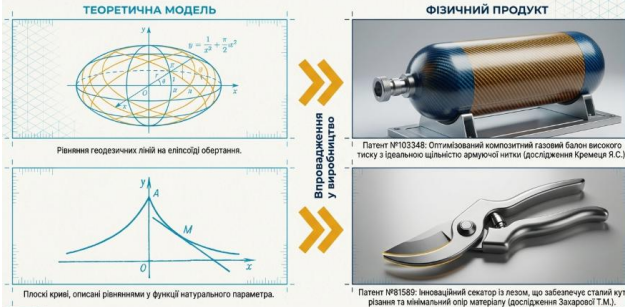 ТЕОРЕТИЧНА МОДЕЛЬ
ФІЗИЧНИЙ ПРОДУКТ
y
x
O
Рівняння геодезичних ліній на еліпсоїді обертання.
Впровадження
у виробництво
Патент №103348: Оптимізований композитний газовий балон високого
тиску з ідеальною щільністю армуючої нитки (дослідження Кремеця Я.С.)
y
A
M
O
x
Плоскі криві, описані рівняннями у функції натурального параметра.
Патент №81589: Інноваційний секатор із лезом, що забезпечує сталий кут
різання та мінімальний опір матеріалу (дослідження Захарової Т.М.).